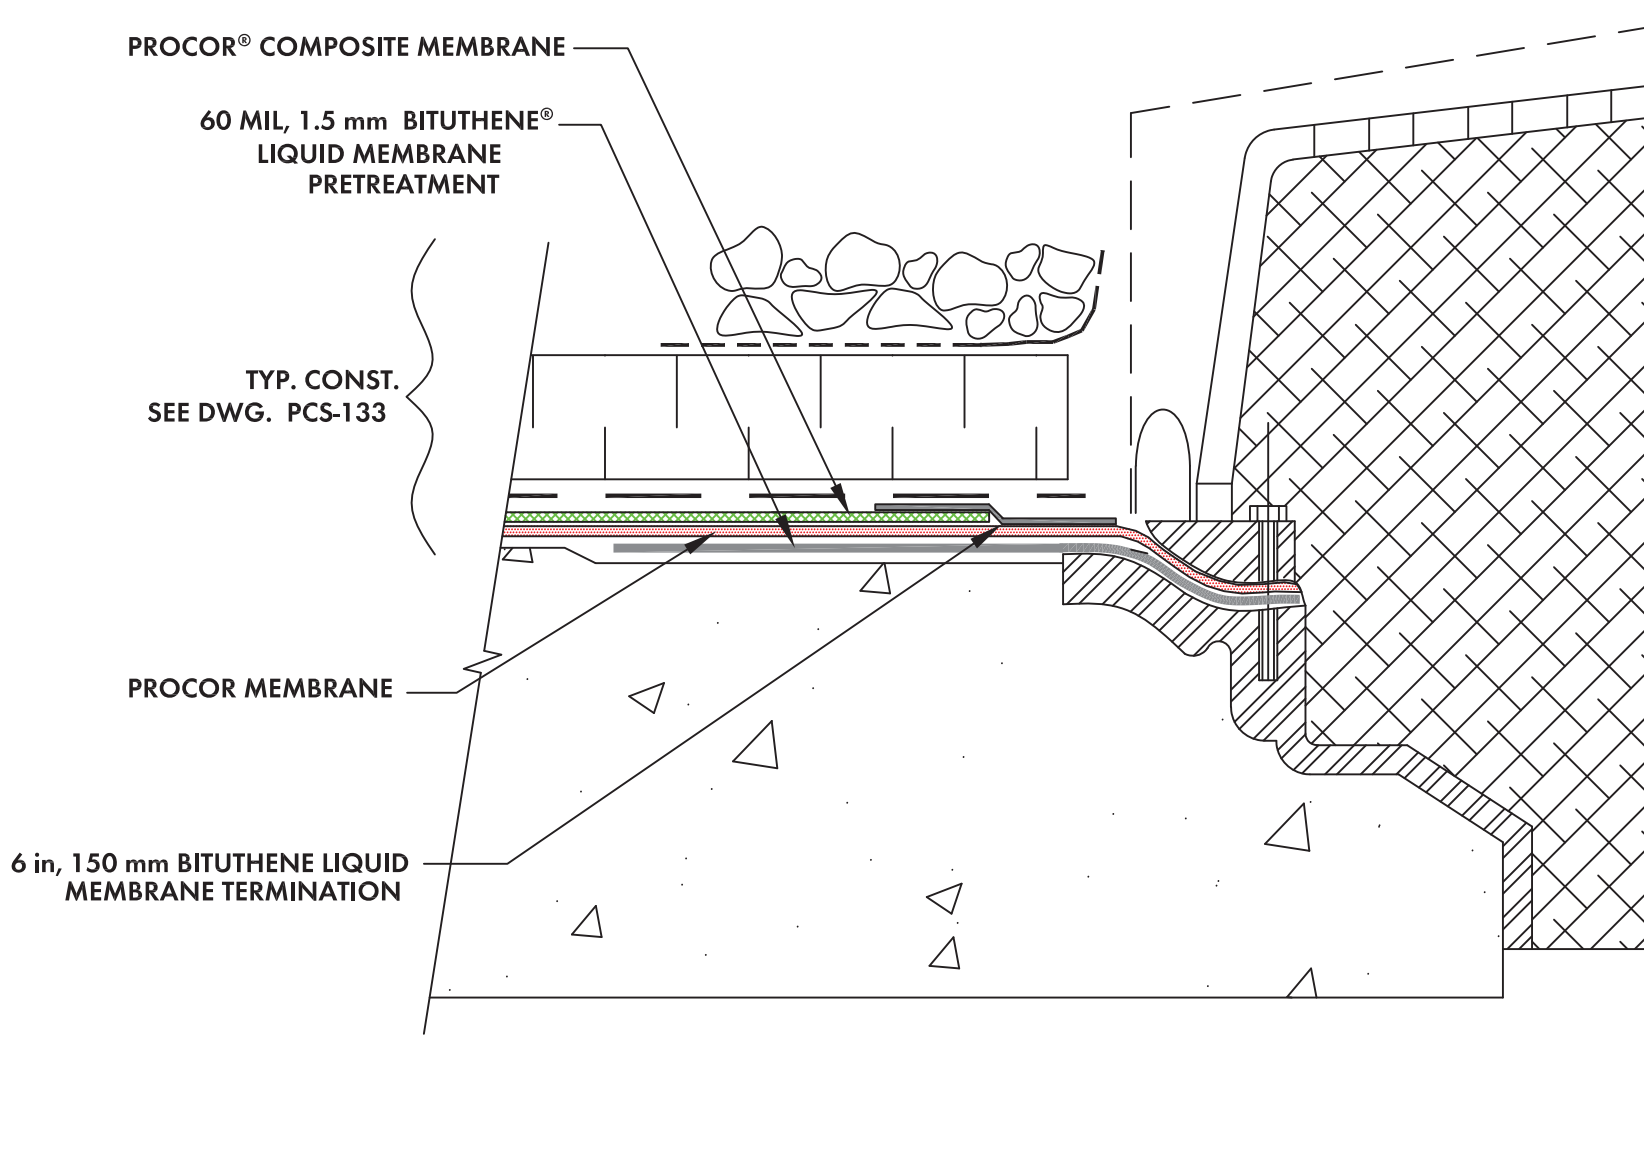 PROCOR® COMPOSITE MEMBRANE
60 MIL, 1.5 mm BITUTHENE®
LIQUID MEMBRANE
PRETREATMENT
TYP. CONST.
SEE DWG. PCS-133
PROCOR MEMBRANE
6 in, 150 mm BITUTHENE LIQUID
MEMBRANE TERMINATION